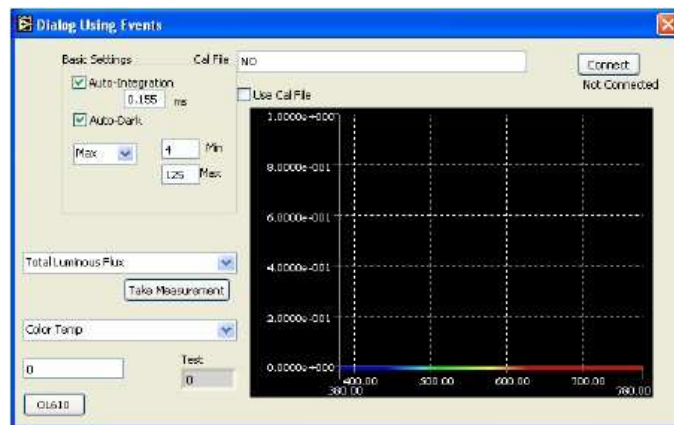 Dialog Using Events
Basic Settings
Cal File
NO
Connect
Not Connected
Auto-Integration
0.155 ms
Use Cal File
Auto-Dark
Max
4 Min
125 Max
1.0000e+000
8.0000e-001
6.0000e-001
4.0000e-001
2.0000e-001
0.0000e+000
400.00 500.00 600.00 700.00
380.00 780.00
Total Luminous Flux
Take Measurement
Color Temp
Test
0
0
OL610